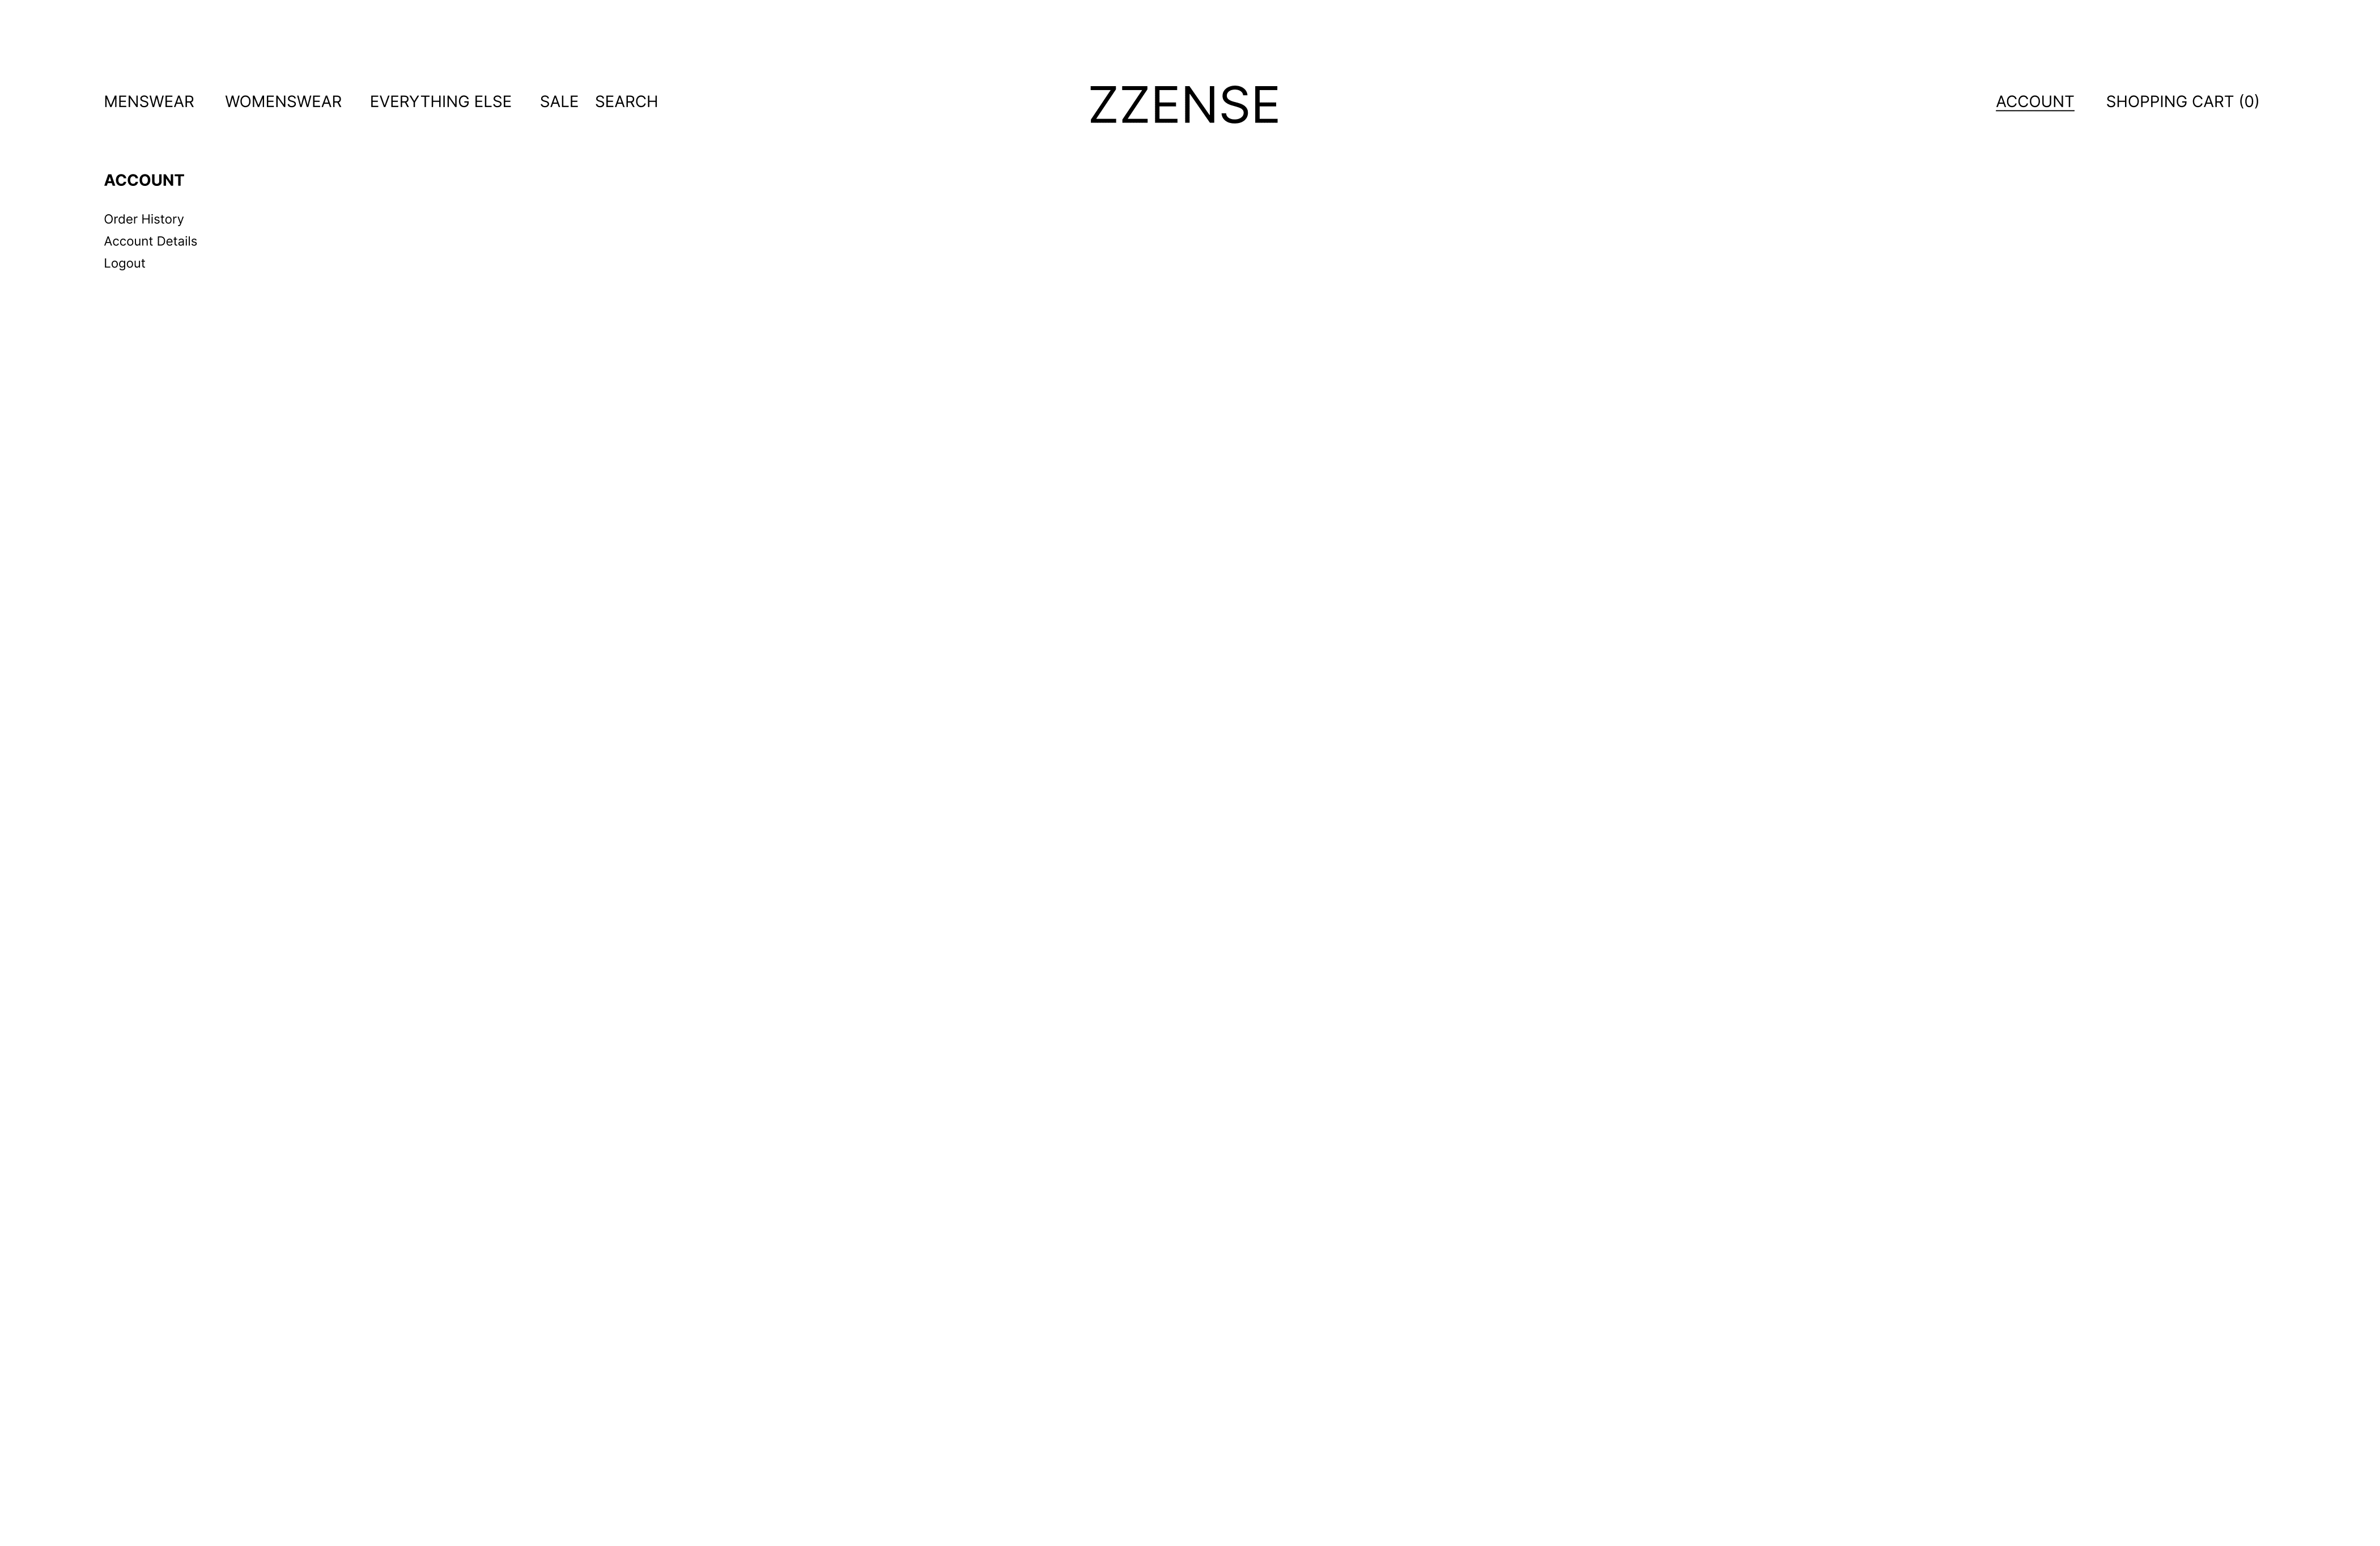 MENSWEAR WOMENSWEAR EVERYTHING ELSE SALE SEARCH ZZENSE ACCOUNT SHOPPING CART (0)
ACCOUNT
Order History
Account Details
Logout